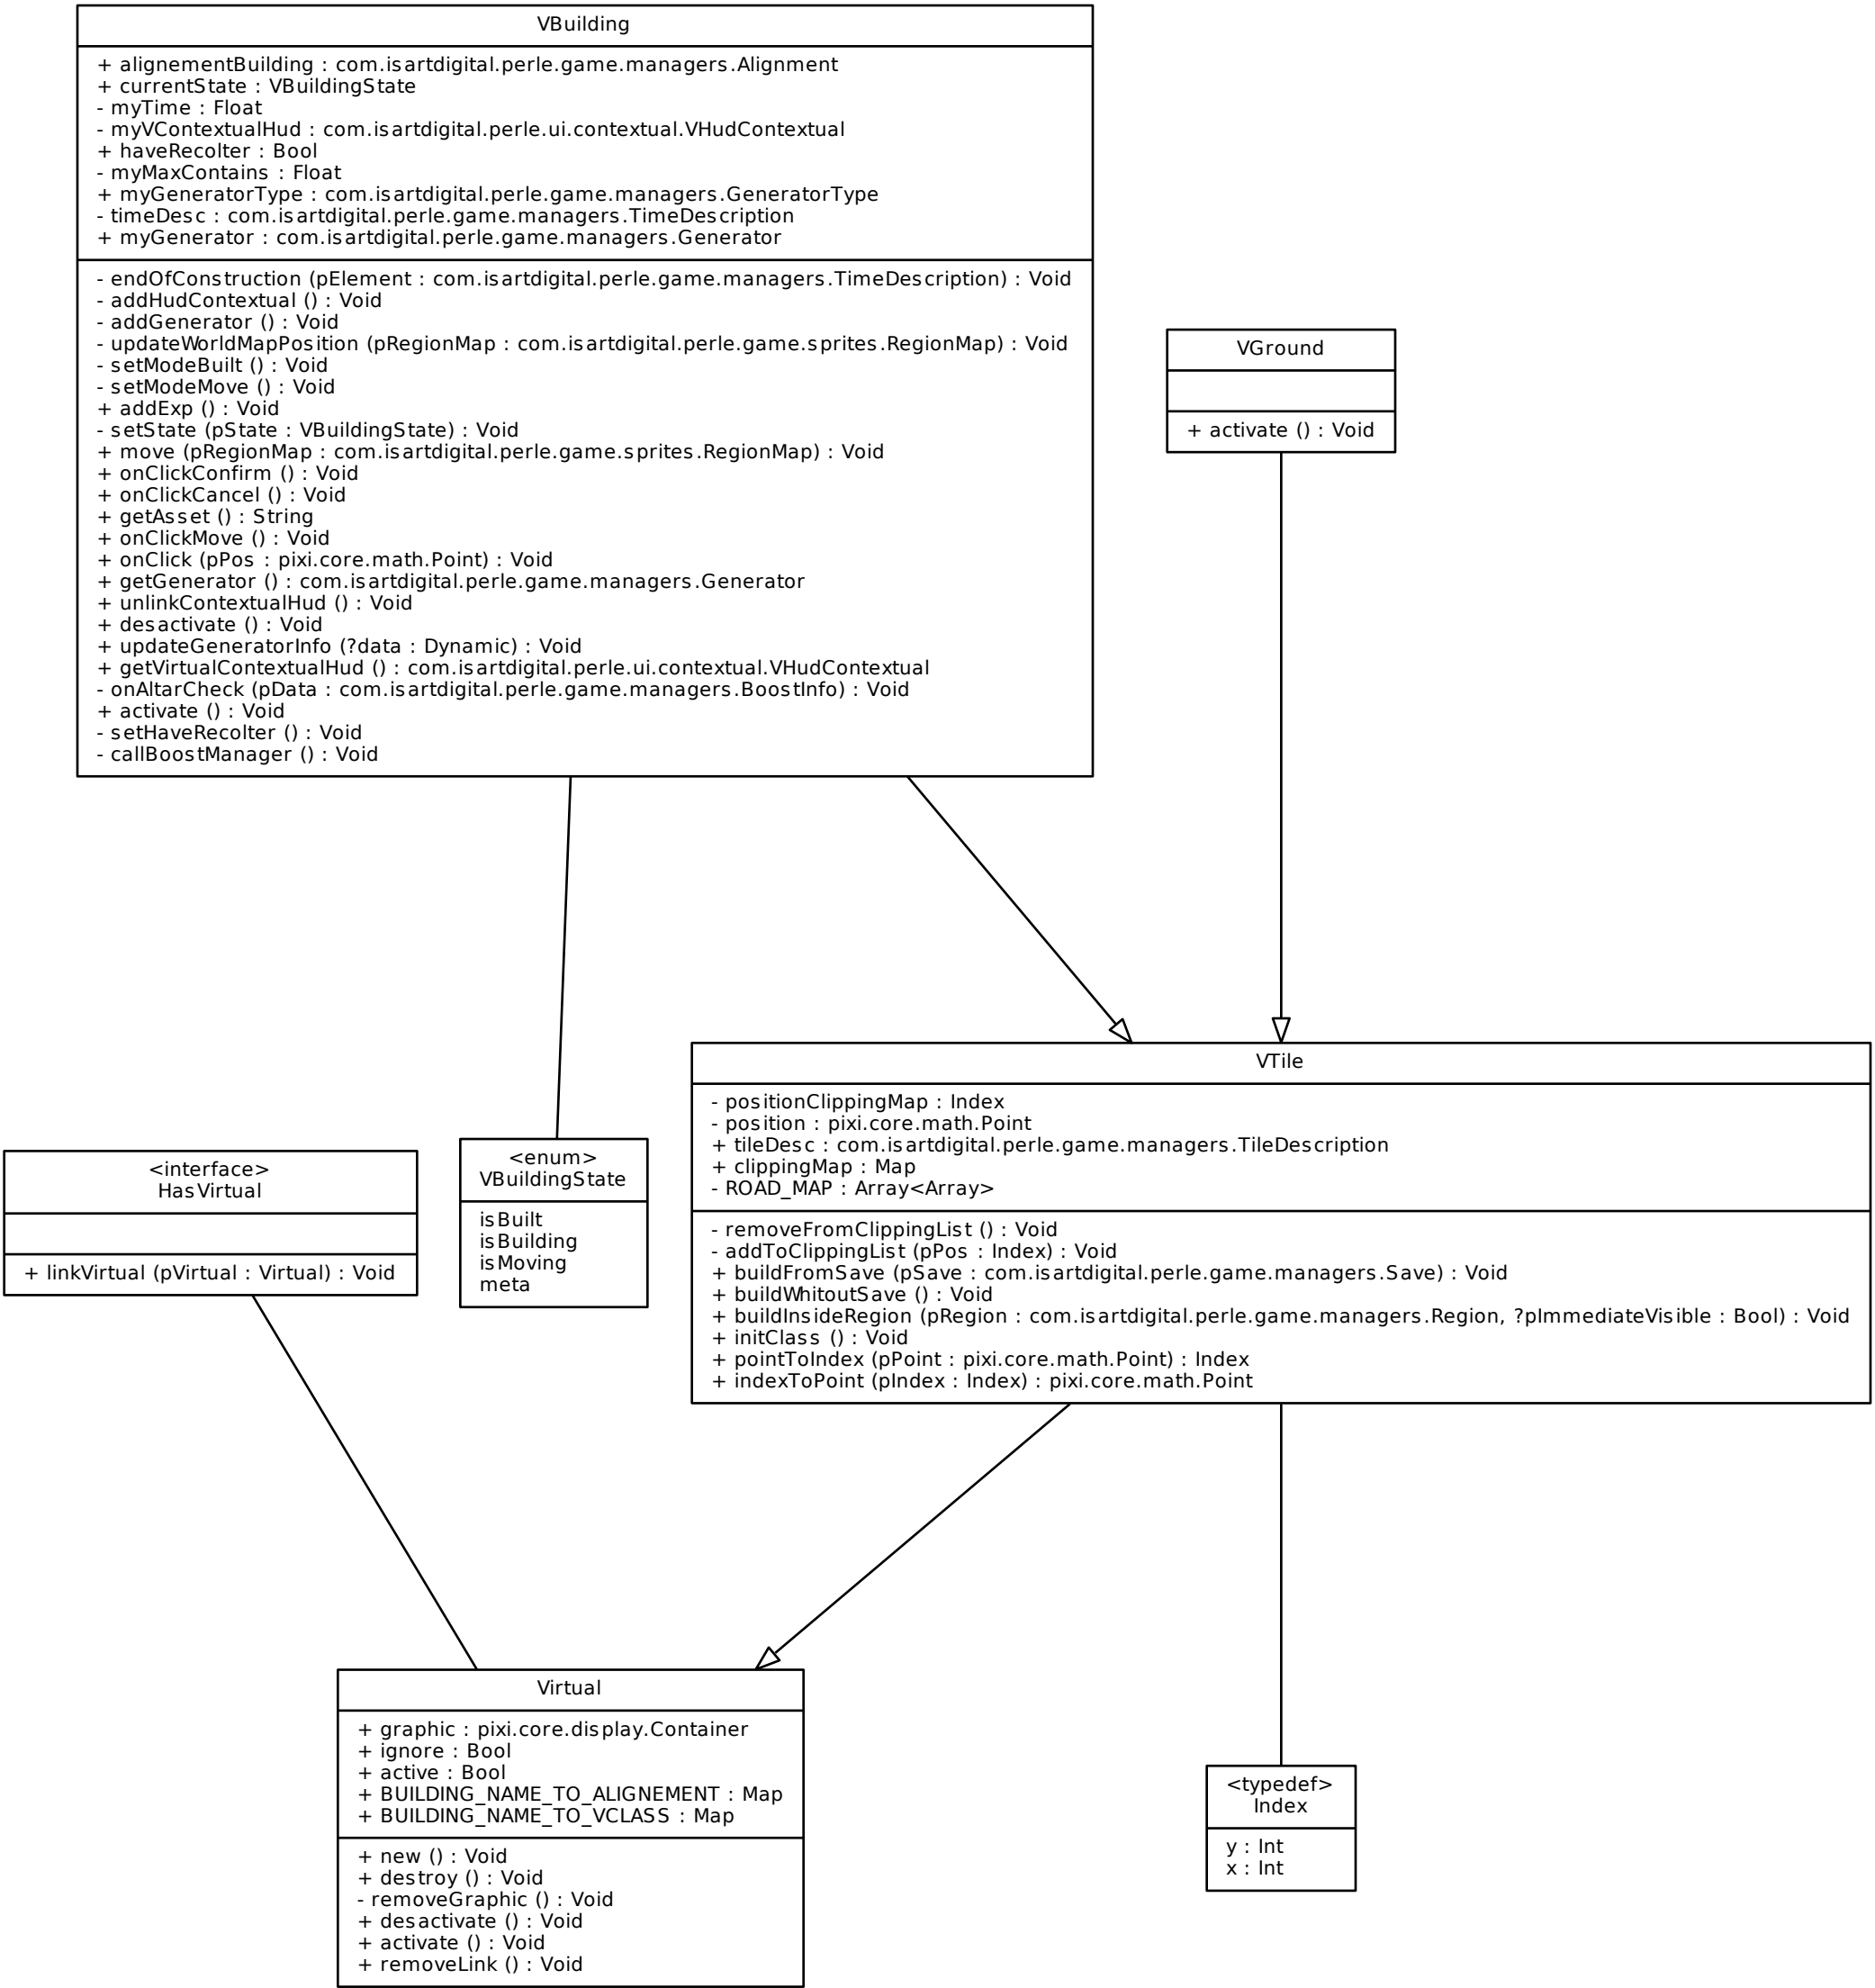 VBuilding
+ alignementBuilding : com.isartdigital.perle.game.managers.Alignment
+ currentState : VBuildingState
- myTime : Float
- myVContextualHud : com.isartdigital.perle.ui.contextual.VHudContextual
+ haveRecolter : Bool
- myMaxContains : Float
+ myGeneratorType : com.isartdigital.perle.game.managers.GeneratorType
- timeDesc : com.isartdigital.perle.game.managers.TimeDescription
+ myGenerator : com.isartdigital.perle.game.managers.Generator
- endOfConstruction (pElement : com.isartdigital.perle.game.managers.TimeDescription) : Void
- addHudContextual () : Void
- addGenerator () : Void
- updateWorldMapPosition (pRegionMap : com.isartdigital.perle.game.sprites.RegionMap) : Void
- setModeBuilt () : Void
- setModeMove () : Void
+ addExp () : Void
- setState (pState : VBuildingState) : Void
+ move (pRegionMap : com.isartdigital.perle.game.sprites.RegionMap) : Void
+ onClickConfirm () : Void
+ onClickCancel () : Void
+ getAsset () : String
+ onClickMove () : Void
+ onClick (pPos : pixi.core.math.Point) : Void
+ getGenerator () : com.isartdigital.perle.game.managers.Generator
+ unlinkContextualHud () : Void
+ desactivate () : Void
+ updateGeneratorInfo (?data : Dynamic) : Void
+ getVirtualContextualHud () : com.isartdigital.perle.ui.contextual.VHudContextual
- onAltarCheck (pData : com.isartdigital.perle.game.managers.BoostInfo) : Void
+ activate () : Void
- setHaveRecolter () : Void
- callBoostManager () : Void
VGround
+ activate () : Void
VTile
- positionClippingMap : Index
- position : pixi.core.math.Point
+ tileDesc : com.isartdigital.perle.game.managers.TileDescription
+ clippingMap : Map
- ROAD_MAP : Array<Array>
- removeFromClippingList () : Void
- addToClippingList (pPos : Index) : Void
+ buildFromSave (pSave : com.isartdigital.perle.game.managers.Save) : Void
+ buildWhitoutSave () : Void
+ buildInsideRegion (pRegion : com.isartdigital.perle.game.managers.Region, ?pImmediateVisible : Bool) : Void
+ initClass () : Void
+ pointToIndex (pPoint : pixi.core.math.Point) : Index
+ indexToPoint (pIndex : Index) : pixi.core.math.Point
<interface>
HasVirtual
+ linkVirtual (pVirtual : Virtual) : Void
<enum>
VBuildingState
isBuilt
isBuilding
isMoving
meta
Virtual
+ graphic : pixi.core.display.Container
+ ignore : Bool
+ active : Bool
+ BUILDING_NAME_TO_ALIGNEMENT : Map
+ BUILDING_NAME_TO_VCLASS : Map
+ new () : Void
+ destroy () : Void
- removeGraphic () : Void
+ desactivate () : Void
+ activate () : Void
+ removeLink () : Void
<typedef>
Index
y : Int
x : Int